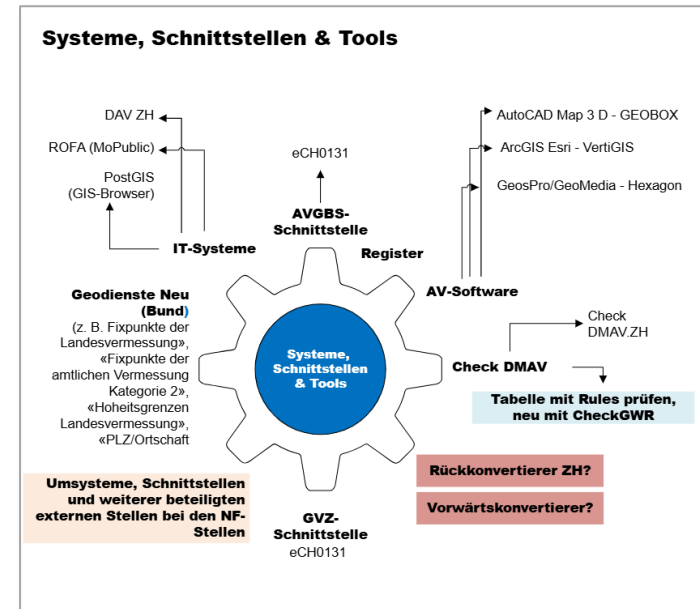 Systeme, Schnittstellen & Tools
DAV ZH
ROFA (MoPublic)
PostGIS
(GIS-Browser)
IT-Systeme
eCH0131
AVGBS-
Schnittstelle
Register
AutoCAD Map 3 D - GEOBOX
ArcGIS Esri - VertiGIS
GeosPro/GeoMedia - Hexagon
AV-Software
Geodienste Neu
(Bund)
(z. B. Fixpunkte der
Landesvermessung»,
«Fixpunkte der
amtlichen Vermessung
Kategorie 2»,
«Hoheitsgrenzen
Landesvermessung»,
«PLZ/Ortschaft
Systeme,
Schnittstellen
& Tools
Check DMAV
Check
DMAV.ZH
Tabelle mit Rules prüfen,
neu mit CheckGWR
Rückkonvertierer ZH?
Vorwärtskonvertierer?
Umsysteme, Schnittstellen
und weiterer beteiligten
externen Stellen bei den NF-
Stellen
GVZ-
Schnittstelle
eCH0131